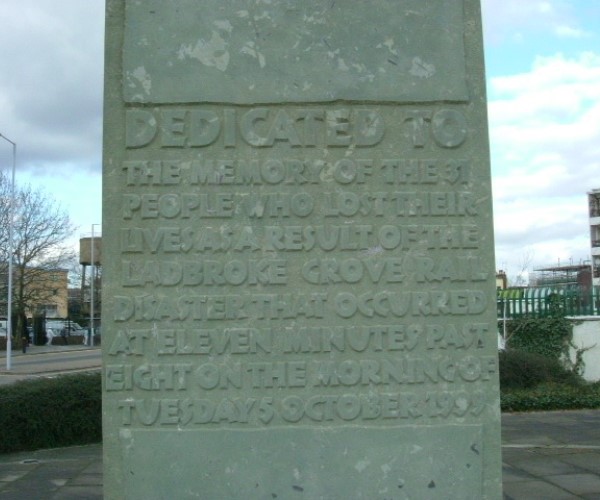 DEDICATED TO
THE MEMORY OF THE 31
PEOPLE WHO LOST THEIR
LIVES AS A RESULT OF THE
LADBROKE GROVE RAIL
DISASTER THAT OCCURRED
AT ELEVEN MINUTES PAST
EIGHT ON THE MORNING OF
TUESDAY 5 OCTOBER 1999